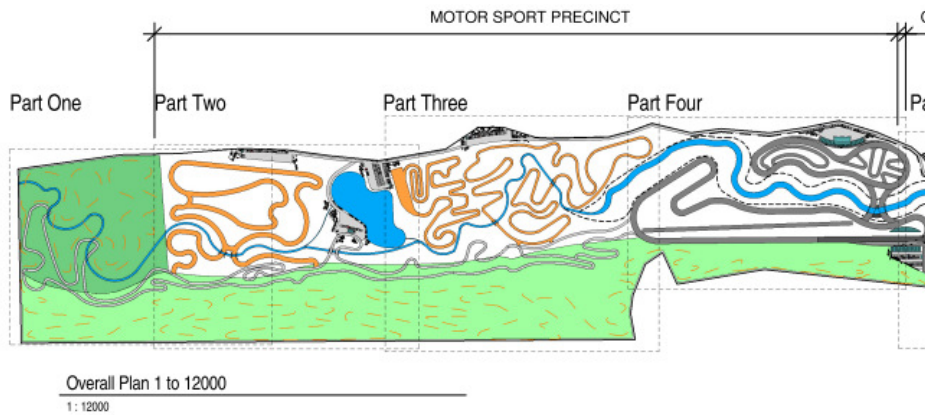 MOTOR SPORT PRECINCT
Part One
Part Two
Part Three
Part Four
Overall Plan 1 to 12000
1 : 12000